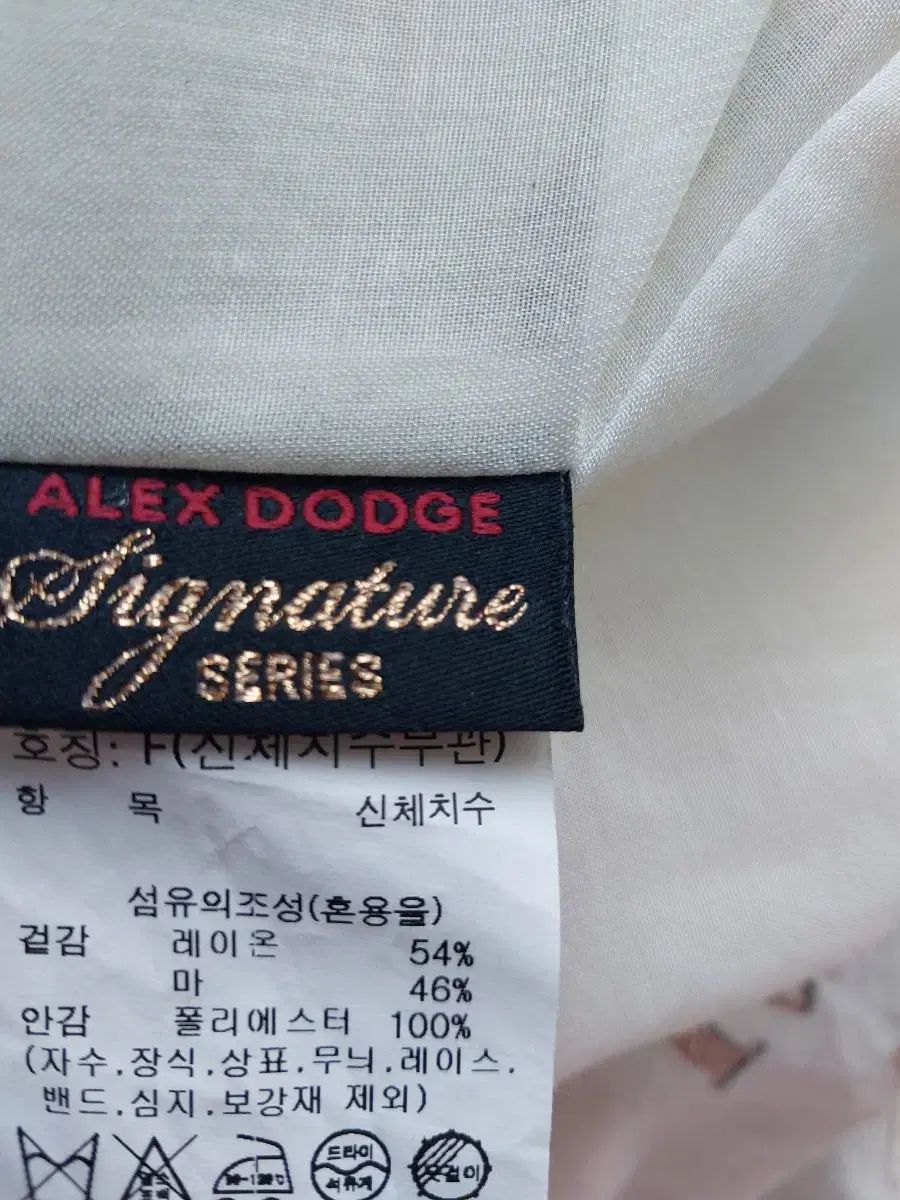 ALEX DODGE
Signature
SERIES
호칭: F(신체치수무관)
항 목 신체치수
섬유의조성(혼용율)
겉감 레이온 54%
마 46%
안감 폴리에스터 100%
(자수.장식.상표.무늬.레이스.
밴드.심지.보강재 제외)
드라이
석유계
옷걸이